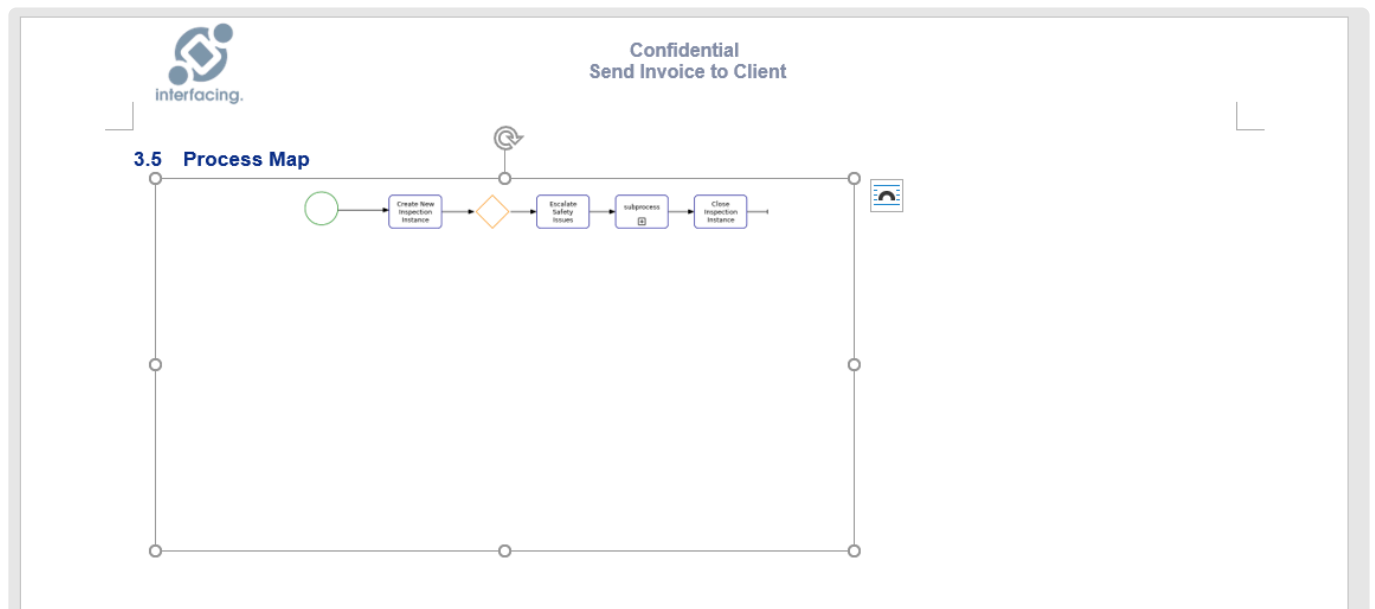 interfacing.
Confidential
Send Invoice to Client
3.5 Process Map
Create New
Inspection
Instance
Escalate
Safety
Issues
subprocess
Close
Inspection
Instance